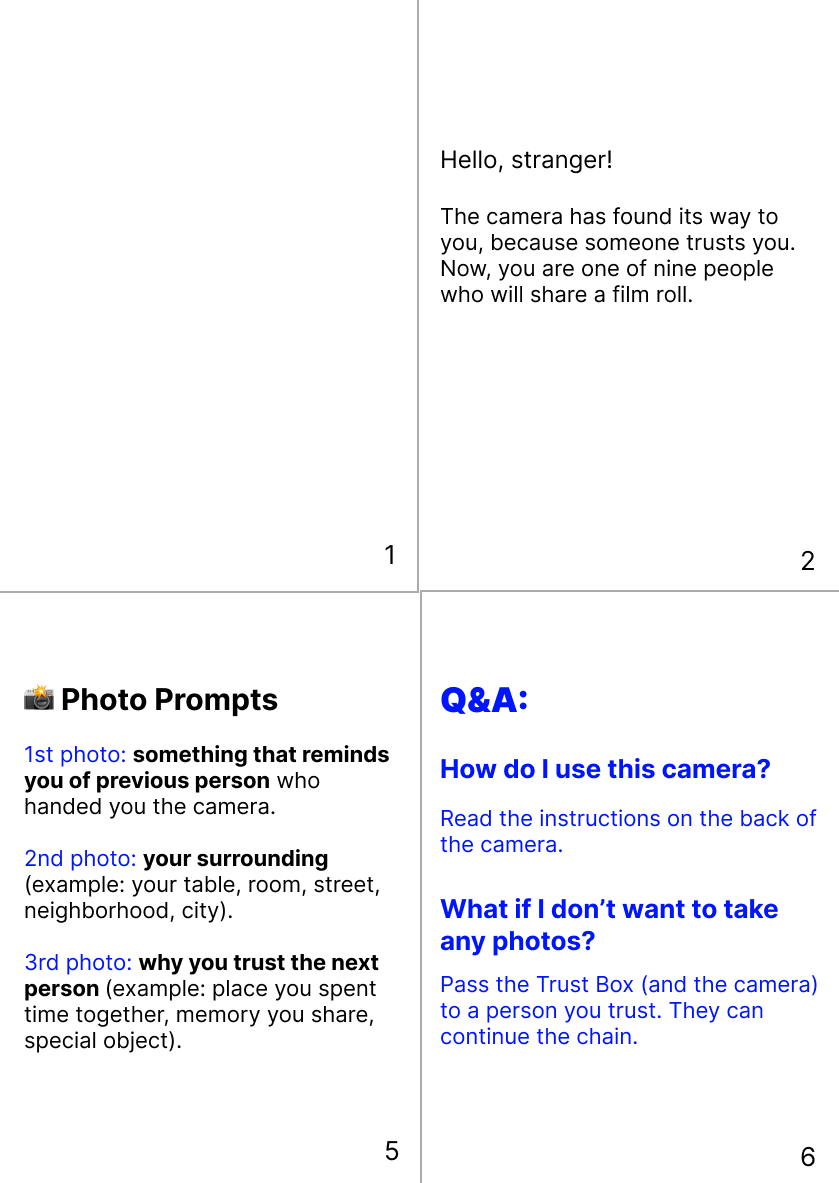 1
Hello, stranger!
The camera has found its way to
you, because someone trusts you.
Now, you are one of nine people
who will share a film roll.
2
📸 Photo Prompts
1st photo: something that reminds
you of previous person who
handed you the camera.
2nd photo: your surrounding
(example: your table, room, street,
neighborhood, city).
3rd photo: why you trust the next
person (example: place you spent
time together, memory you share,
special object).
5
Q&A:
How do I use this camera?
Read the instructions on the back of
the camera.
What if I don’t want to take
any photos?
Pass the Trust Box (and the camera)
to a person you trust. They can
continue the chain.
6